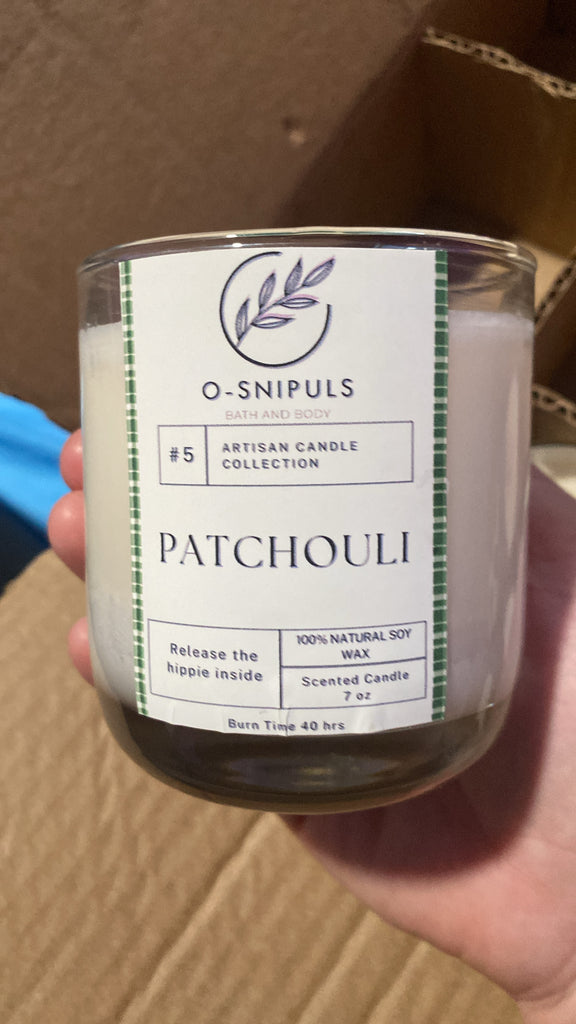 O-SNIPULS
BATH AND BODY
#5
ARTISAN CANDLE
COLLECTION
PATCHOULI
Release the
hippie inside
100% NATURAL SOY
WAX
Scented Candle
7 oz
Burn Time 40 hrs